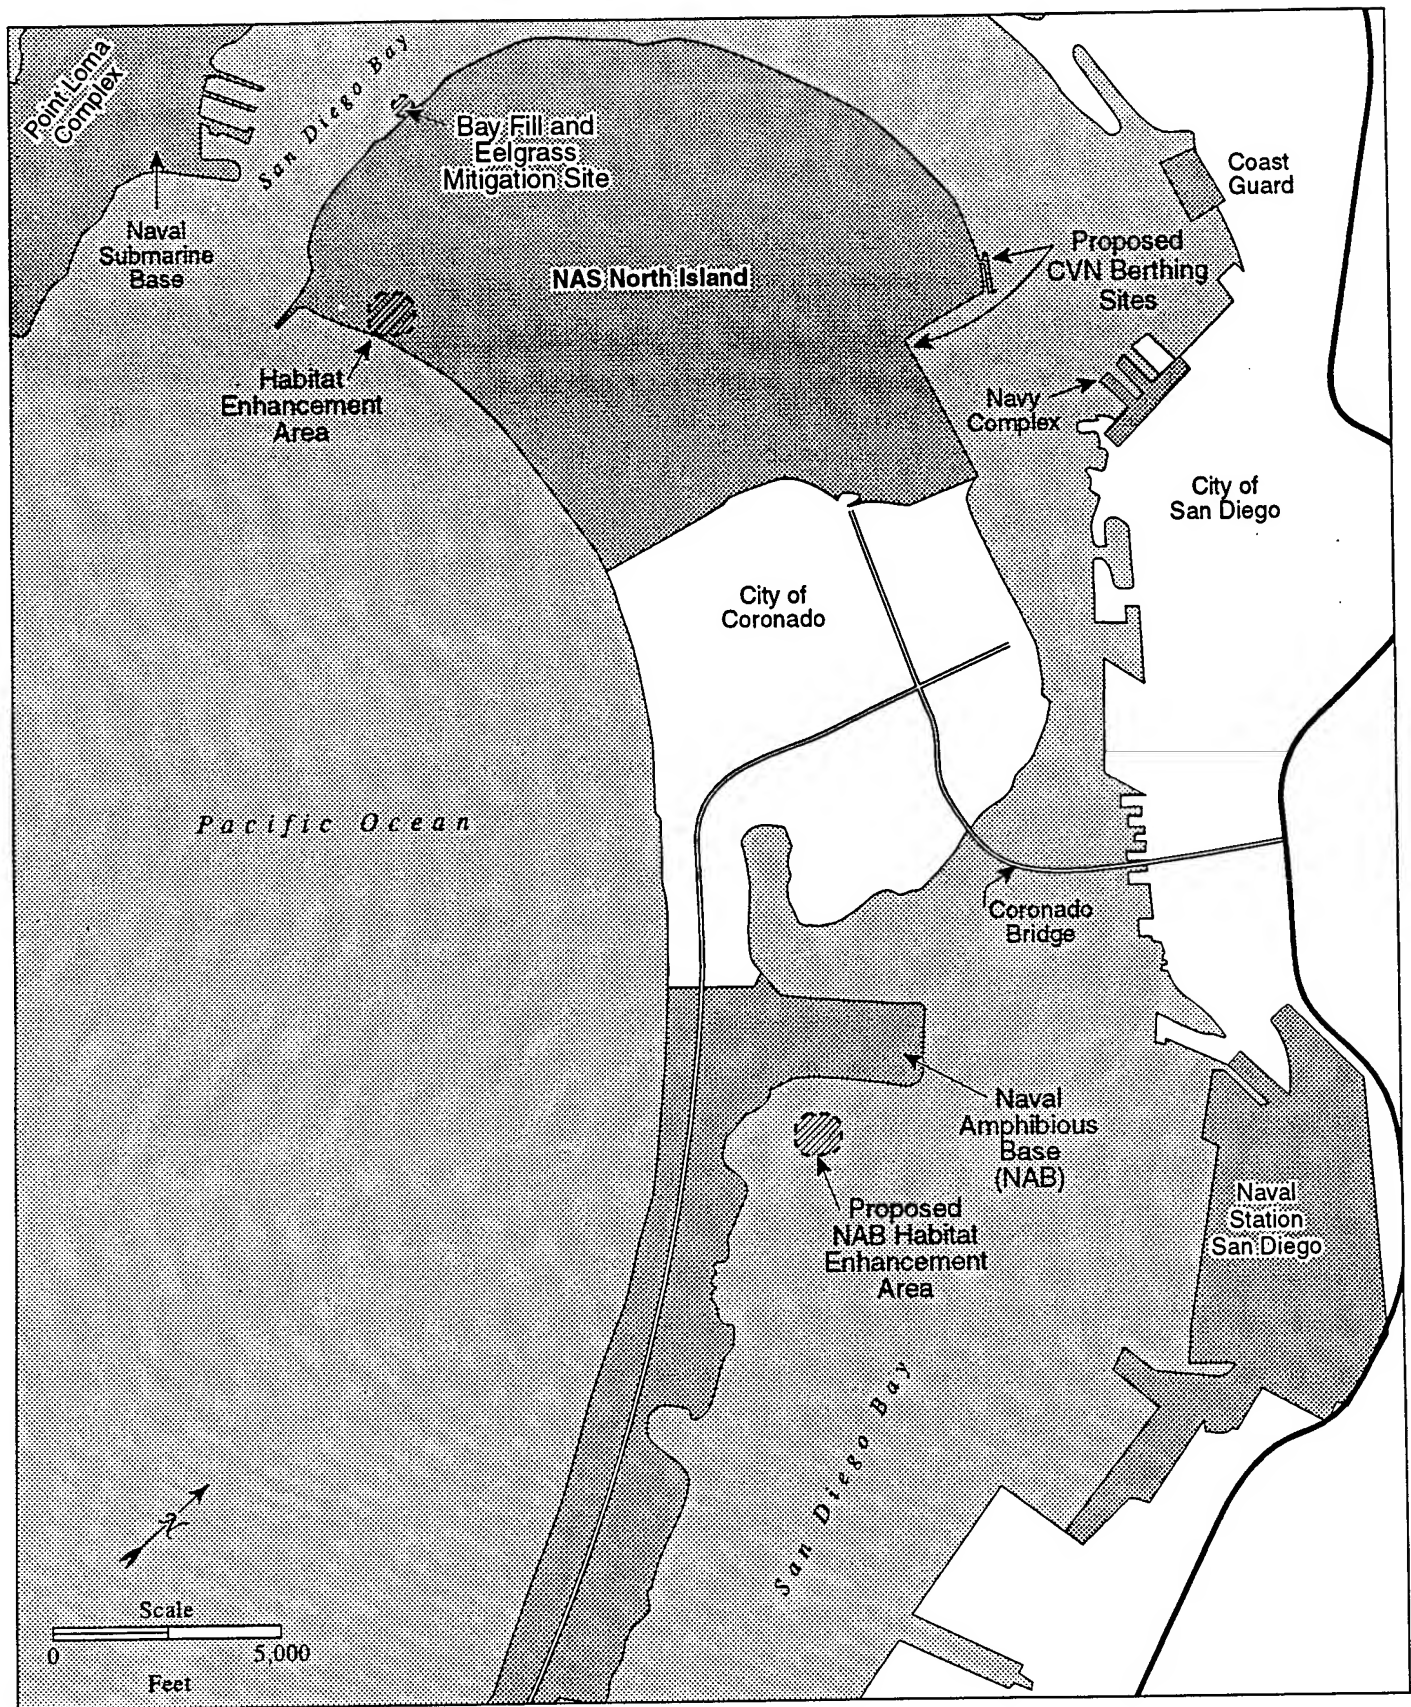 Point Loma
Complex
San Diego Bay
Bay Fill and
Eelgrass
Mitigation Site
Coast
Guard
Naval
Submarine
Base
NAS North Island
Proposed
CVN Berthing
Sites
Habitat
Enhancement
Area
Navy
Complex
City of
San Diego
City of
Coronado
Pacific Ocean
Coronado
Bridge
Naval
Amphibious
Base
(NAB)
Proposed
NAB Habitat
Enhancement
Area
Naval
Station
San Diego
San Diego Bay
N
Scale
0 5,000
Feet